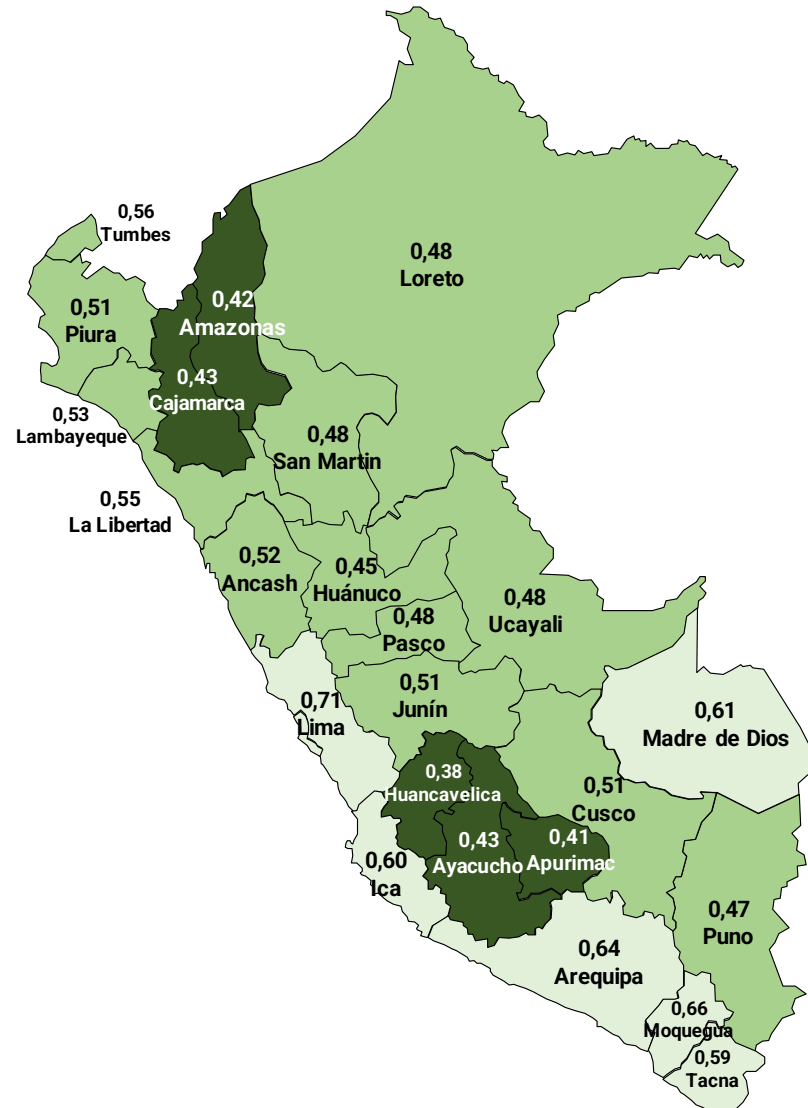 0,56
Tumbes
0,48
Loreto
0,42
Amazonas
0,51
Piura
0,43
Cajamarca
0,53
Lambayeque
0,48
San Martin
0,55
La Libertad
0,52
Ancash
0,45
Huánuco
0,48
Ucayali
0,48
Pasco
0,51
Junín
0,71
Lima
0,61
Madre de Dios
0,38
Huancavelica
0,51
Cusco
0,43
Ayacucho
0,41
Apurimac
0,60
Ica
0,47
Puno
0,64
Arequipa
0,66
Moquegua
0,59
Tacna